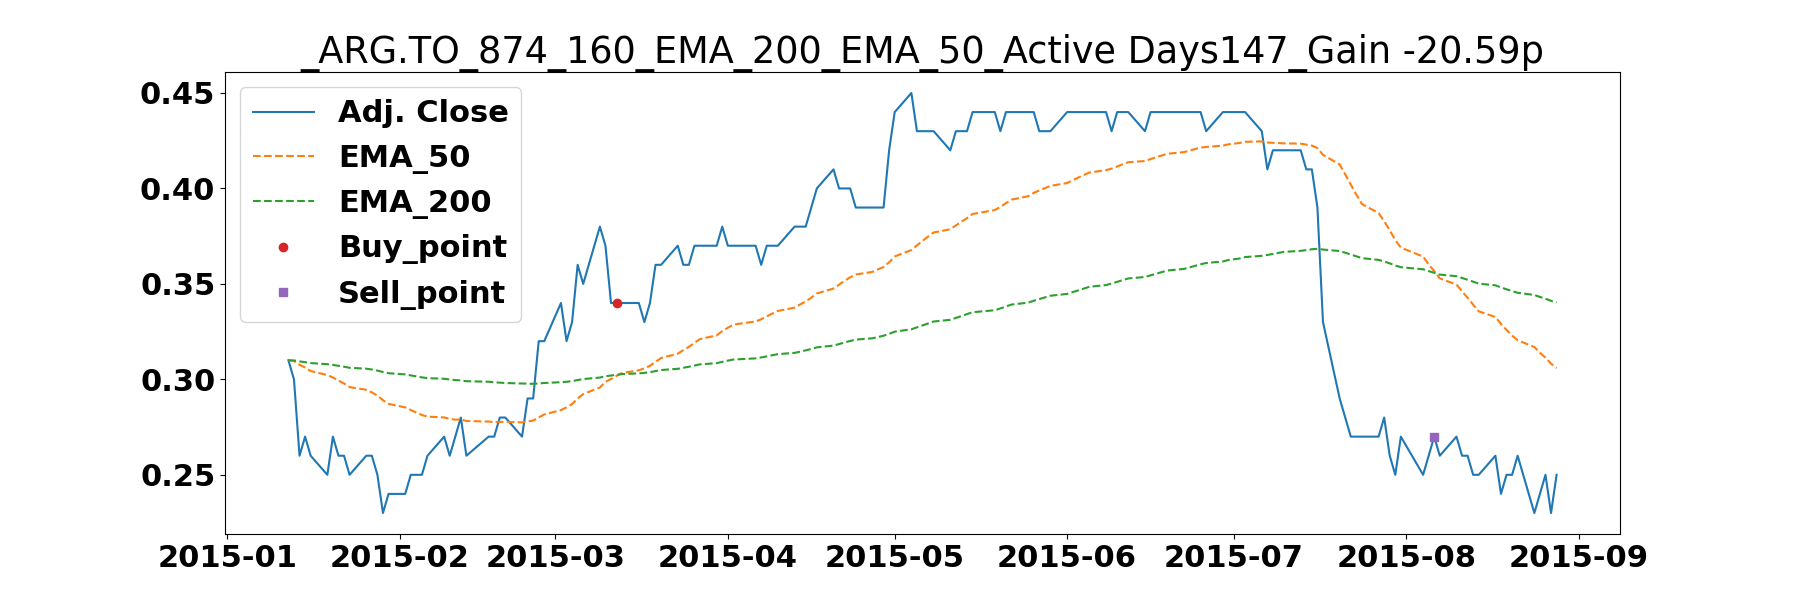 _ARG.TO_874_160_EMA_200_EMA_50_Active Days147_Gain -20.59p
0.45
0.40
0.35
0.30
0.25
Adj. Close
EMA_50
EMA_200
Buy_point
Sell_point
2015-01 2015-02 2015-03 2015-04 2015-05 2015-06 2015-07 2015-08 2015-09